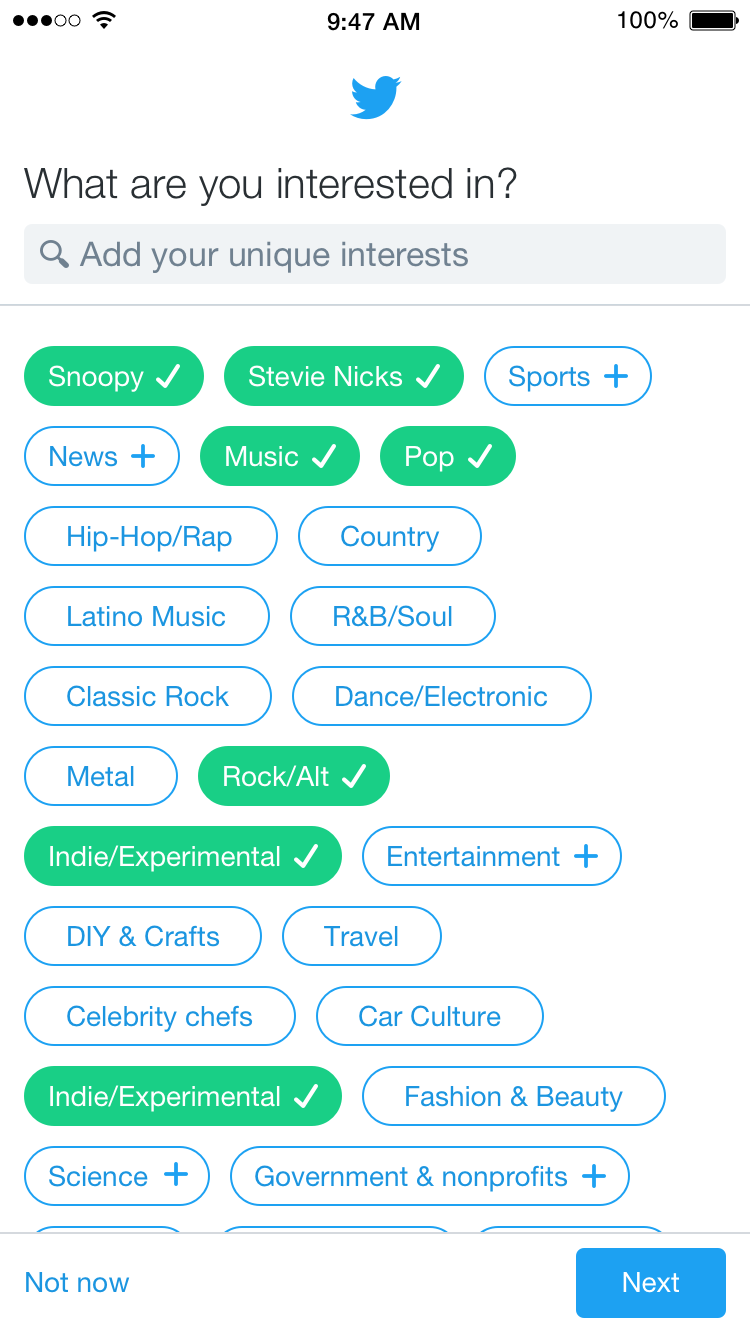 9:47 AM 100%
What are you interested in?
Add your unique interests
Snoopy Stevie Nicks Sports +
News + Music Pop
Hip-Hop/Rap Country
Latino Music R&B/Soul
Classic Rock Dance/Electronic
Metal Rock/Alt
Indie/Experimental Entertainment +
DIY & Crafts Travel
Celebrity chefs Car Culture
Indie/Experimental Fashion & Beauty
Science + Government & nonprofits +
Not now Next